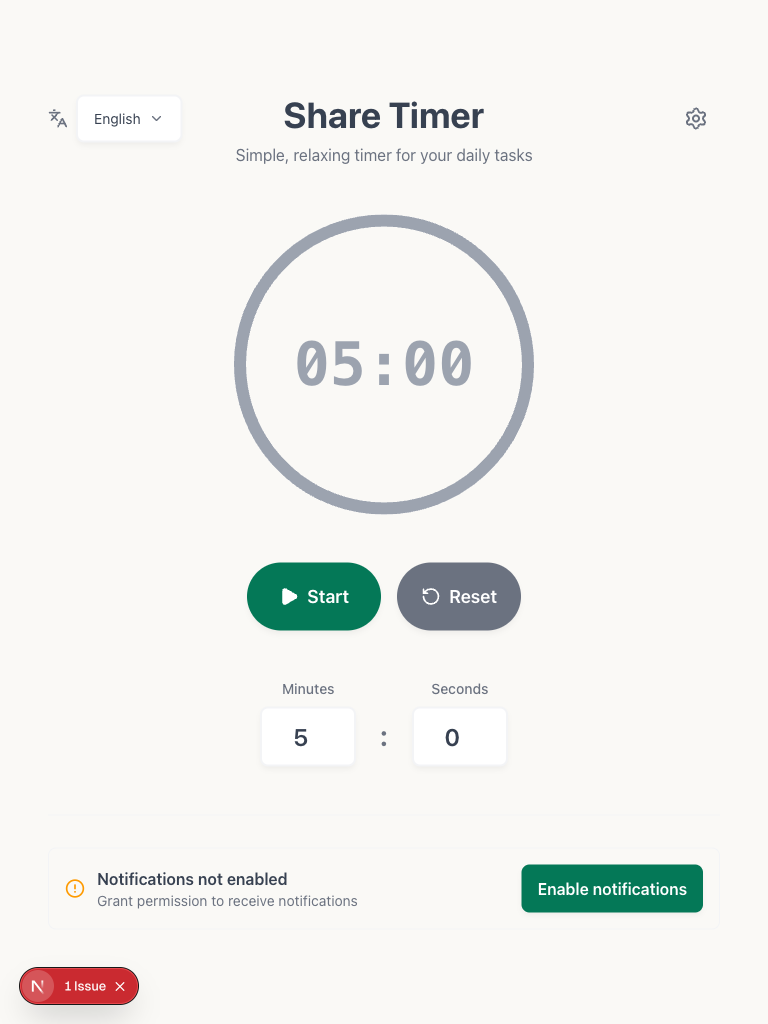 English
Share Timer
Simple, relaxing timer for your daily tasks
05:00
Start
Reset
Minutes
Seconds
5
:
0
Notifications not enabled
Grant permission to receive notifications
Enable notifications
N
1 Issue